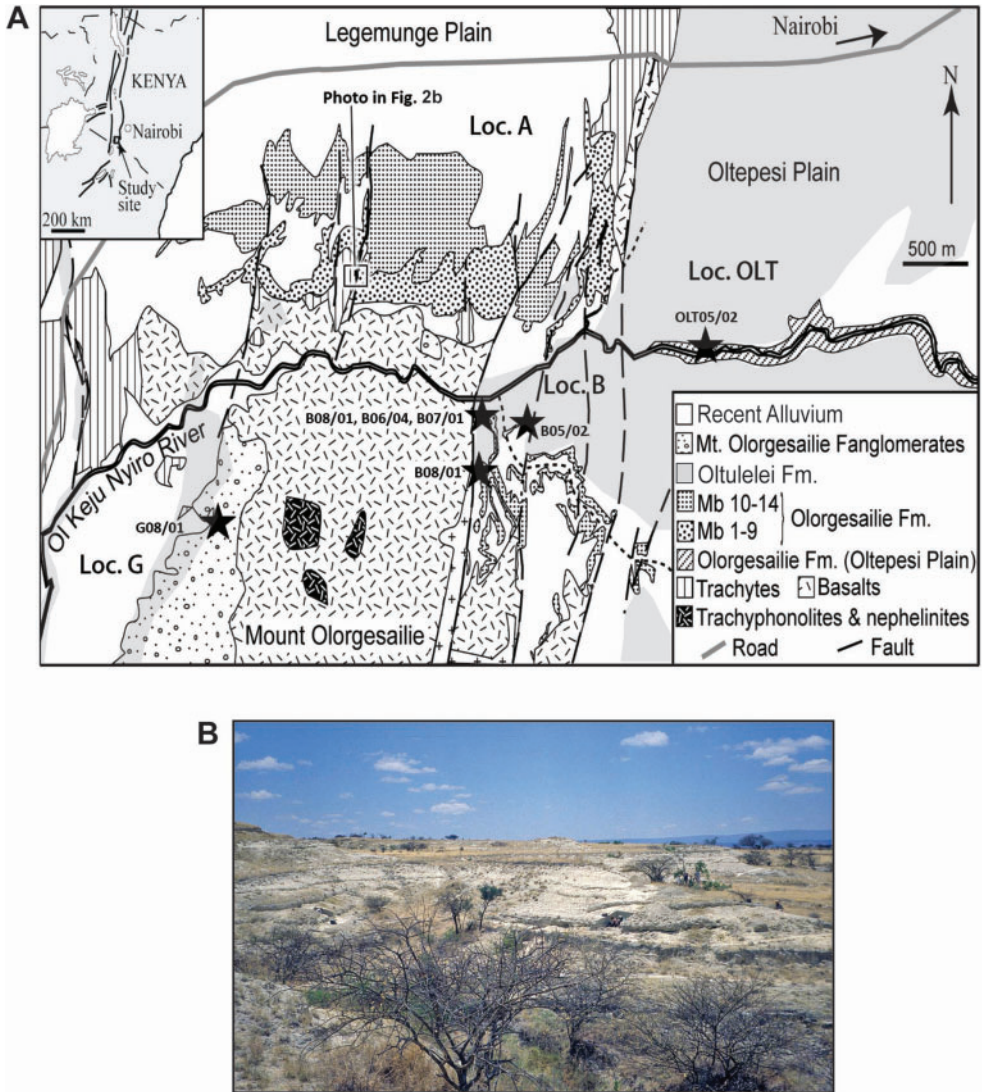 A
Legemunge Plain
Nairobi
KENYA
Nairobi
Study
site
200 km
Photo in Fig. 2b
Loc. A
N
Oltepesi Plain
500 m
Loc. OLT
OLT05/02
Loc. B
B08/01, B06/04, B07/01
B05/02
B08/01
Ol Keju Nyiro River
G08/01
Loc. G
Mount Olorgesailie
Recent Alluvium
Mt. Olorgesailie Fanglomerates
Oltulelei Fm.
Mb 10-14
Mb 1-9
Olorgesailie Fm.
Olorgesailie Fm. (Oltepesi Plain)
Trachytes
Basalts
Trachyphonolites & nephelinites
Road
Fault
B